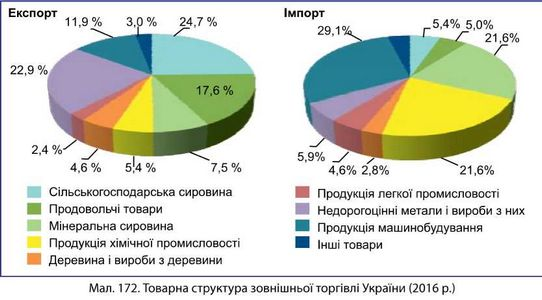 Експорт
11,9 %
3,0 %
24,7 %
22,9 %
17,6 %
2,4 %
4,6 %
5,4 %
7,5 %
Імпорт
29,1%
5,4%
5,0%
21,6%
5,9%
4,6%
2,8%
21,6%
Сільськогосподарська сировина
Продовольчі товари
Мінеральна сировина
Продукція хімічної промисловості
Деревина і вироби з деревини
Продукція легкої промисловості
Недорогоцінні метали і вироби з них
Продукція машинобудування
Інші товари
Мал. 172. Товарна структура зовнішньої торгівлі України (2016 р.)